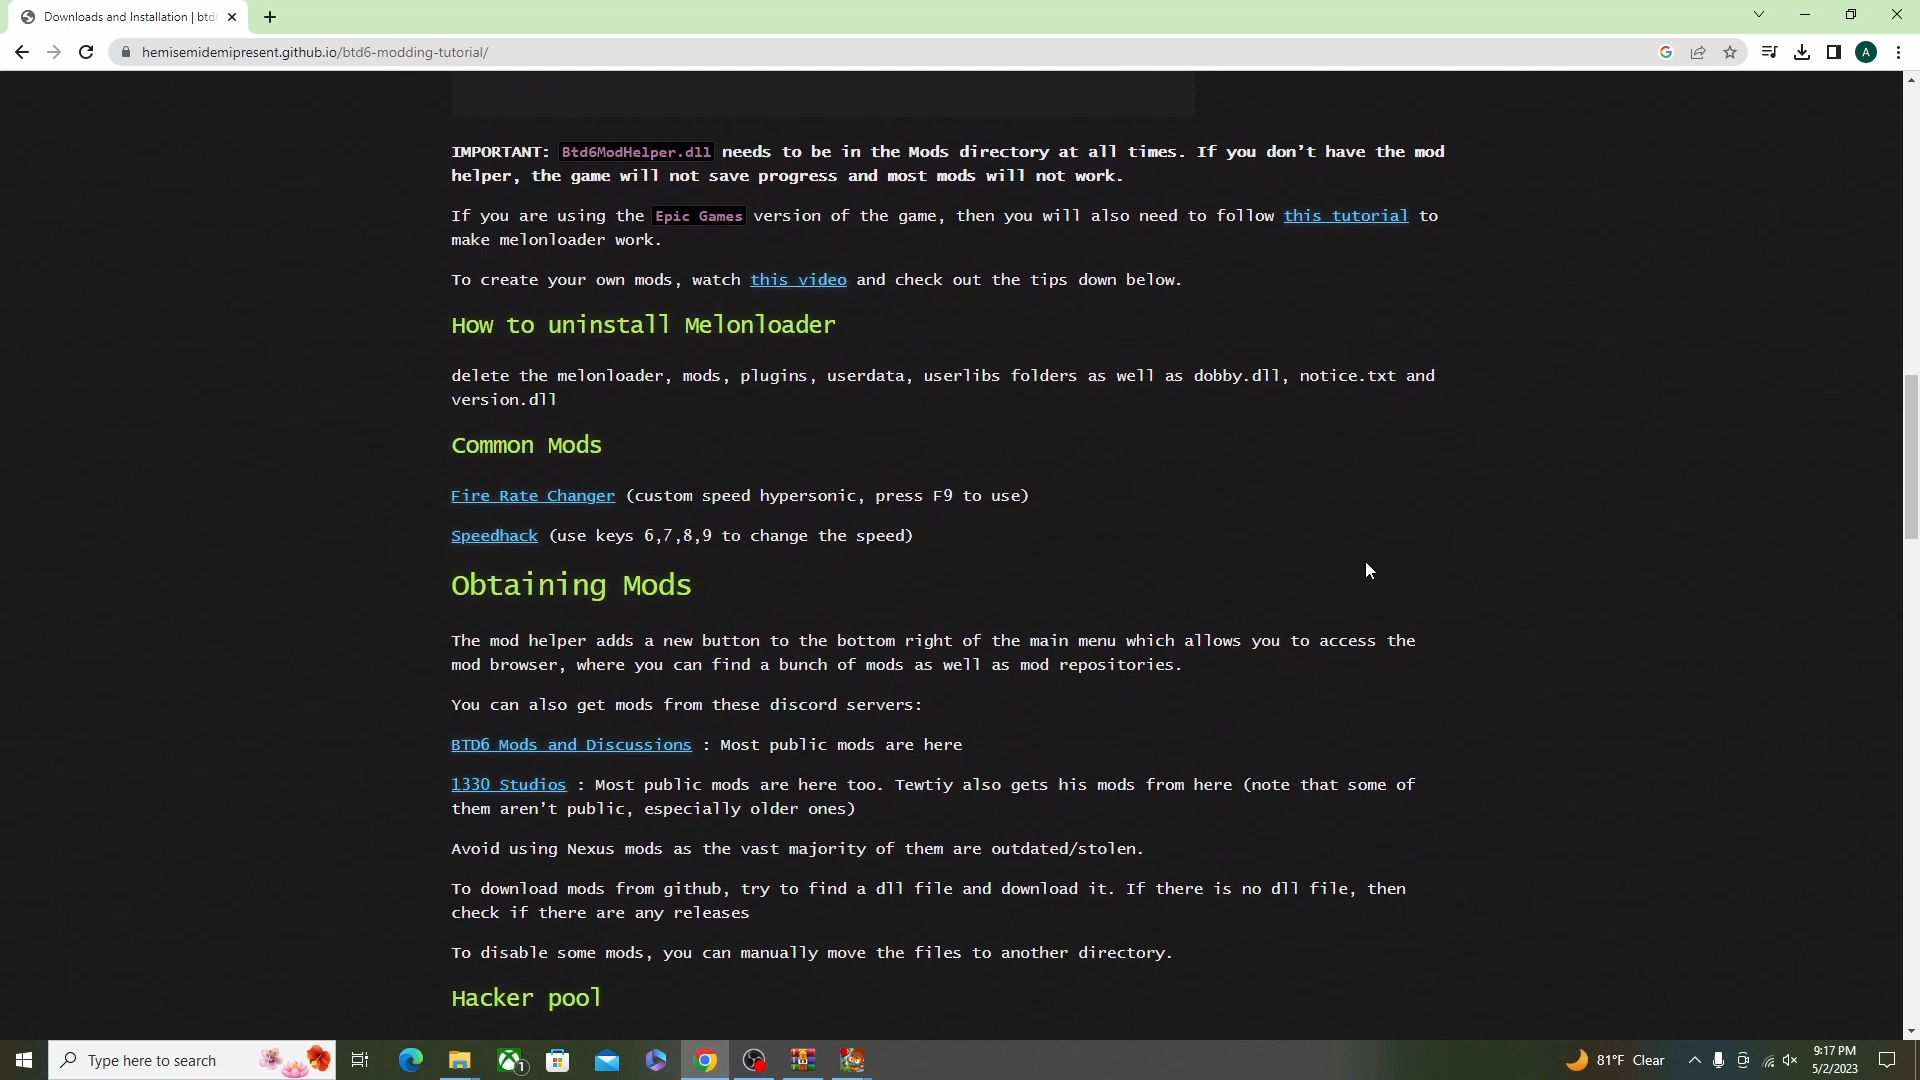 Downloads and Installation | btd6
hemisemidemipresent.github.io/btd6-modding-tutorial/
A
IMPORTANT: Btd6ModHelper.dll needs to be in the Mods directory at all times. If you don't have the mod
helper, the game will not save progress and most mods will not work.
If you are using the Epic Games version of the game, then you will also need to follow this tutorial to
make melonloader work.
To create your own mods, watch this video and check out the tips down below.
How to uninstall Melonloader
delete the melonloader, mods, plugins, userdata, userlibs folders as well as dobby.dll, notice.txt and
version.dll
Common Mods
Fire Rate Changer (custom speed hypersonic, press F9 to use)
Speedhack (use keys 6,7,8,9 to change the speed)
Obtaining Mods
The mod helper adds a new button to the bottom right of the main menu which allows you to access the
mod browser, where you can find a bunch of mods as well as mod repositories.
You can also get mods from these discord servers:
BTD6 Mods and Discussions : Most public mods are here
1330 Studios : Most public mods are here too. Tewtiy also gets his mods from here (note that some of
them aren't public, especially older ones)
Avoid using Nexus mods as the vast majority of them are outdated/stolen.
To download mods from github, try to find a dll file and download it. If there is no dll file, then
check if there are any releases
To disable some mods, you can manually move the files to another directory.
Hacker pool
Type here to search
1
81°F Clear
9:17 PM
5/2/2023